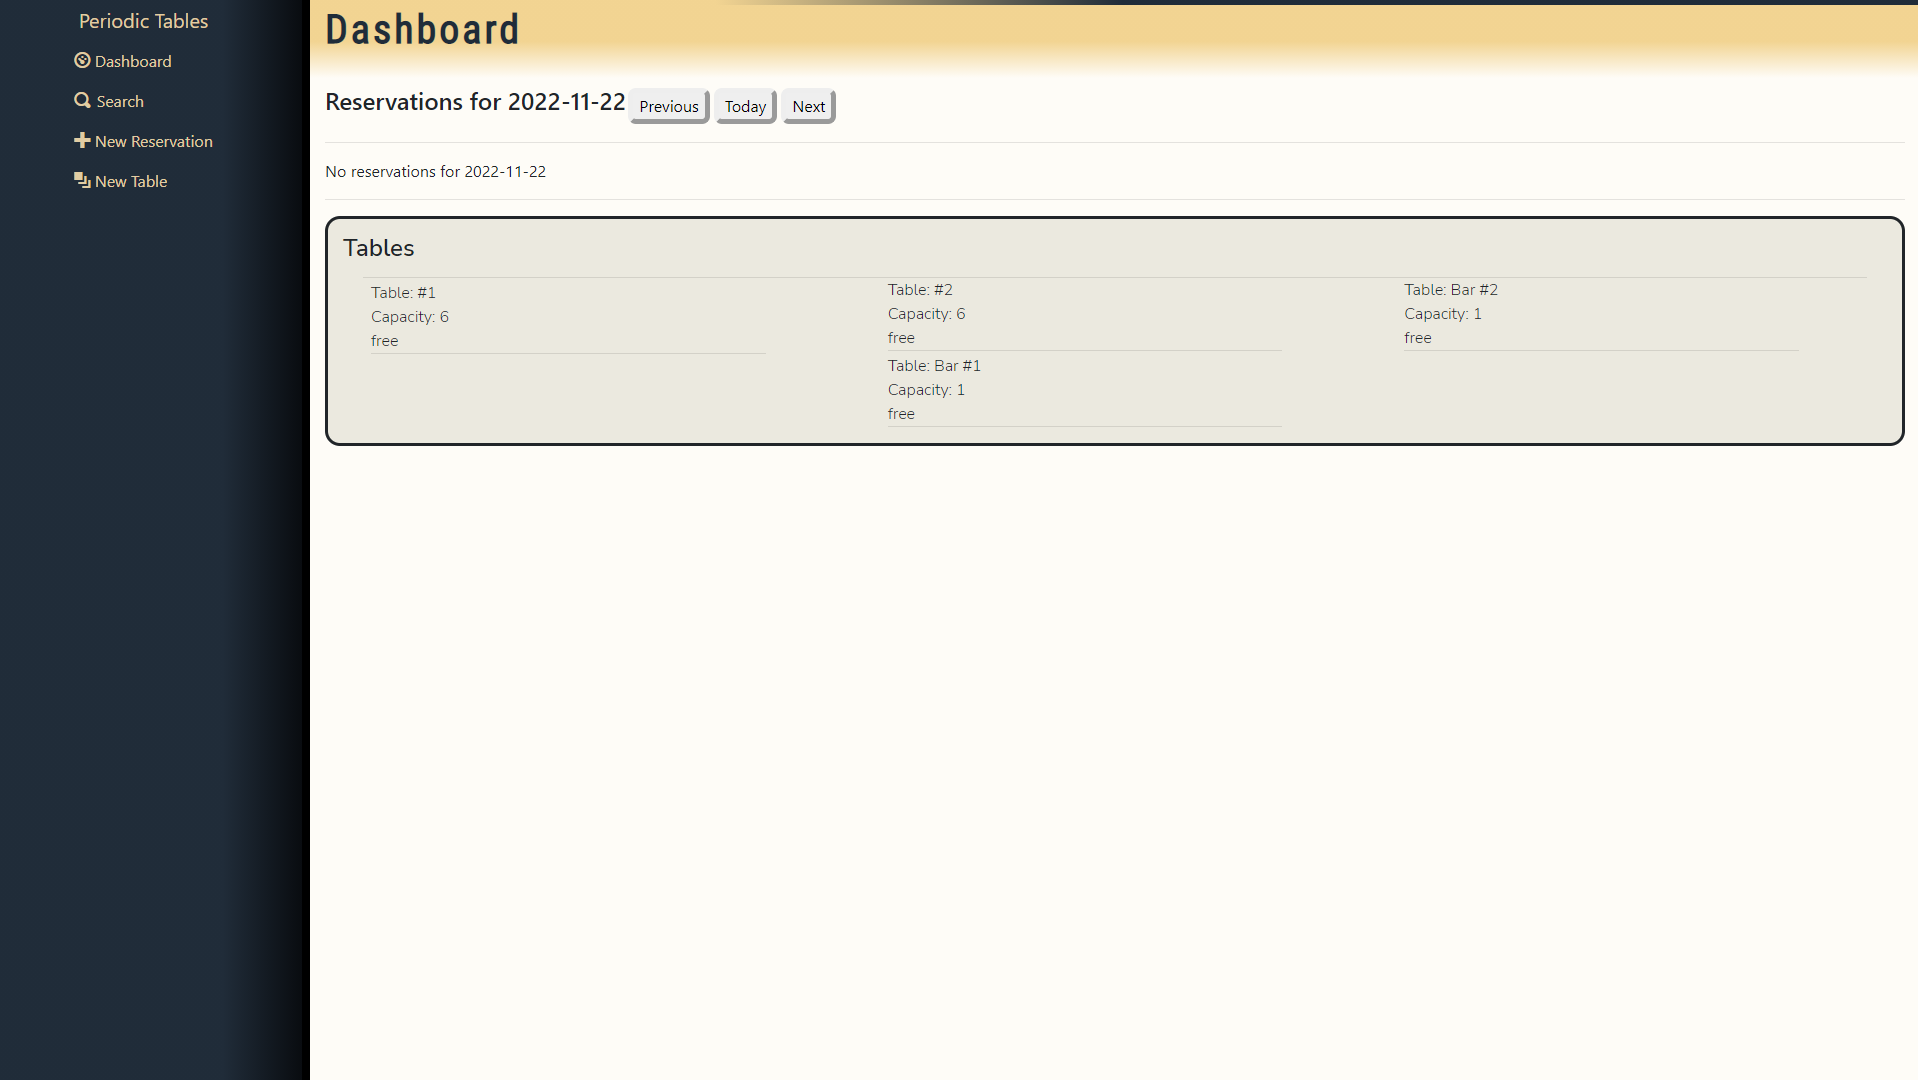 Periodic Tables
Dashboard
Search
New Reservation
New Table
Dashboard
Reservations for 2022-11-22 Previous Today Next
No reservations for 2022-11-22
Tables
Table: #1
Capacity: 6
free
Table: #2
Capacity: 6
free
Table: Bar #1
Capacity: 1
free
Table: Bar #2
Capacity: 1
free